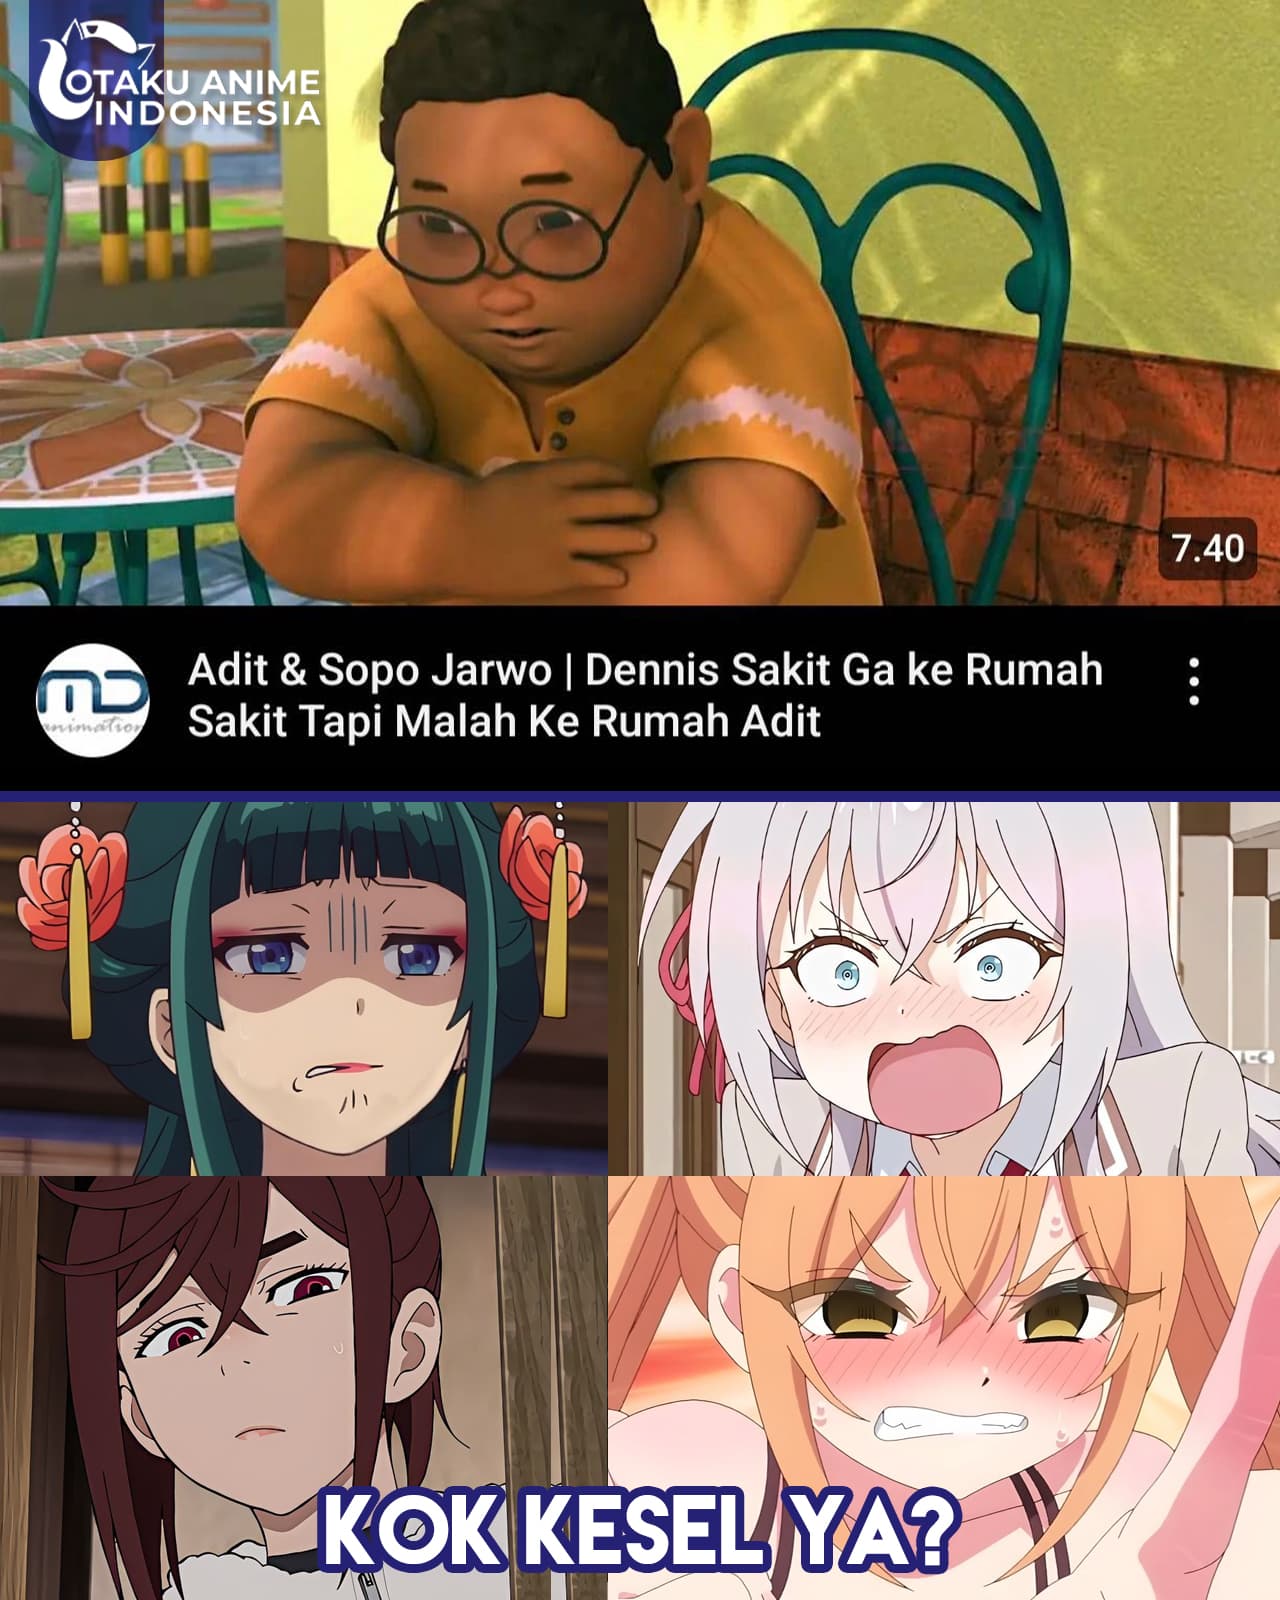 OTAKU ANIME
INDONESIA
7.40
MD
animation
Adit & Sopo Jarwo | Dennis Sakit Ga ke Rumah
Sakit Tapi Malah Ke Rumah Adit
KOK KESEL YA?